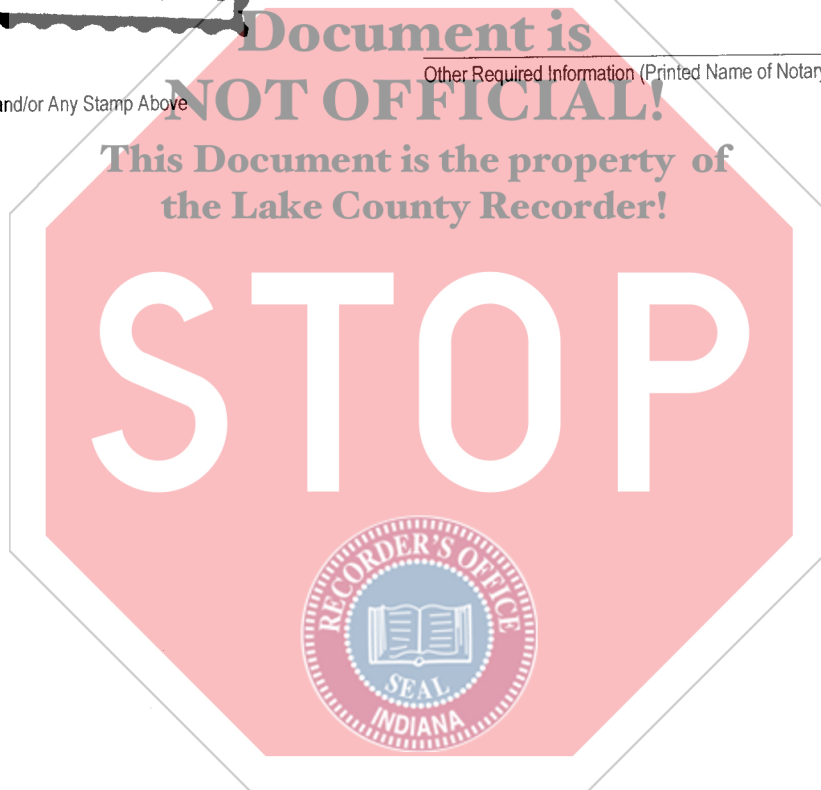 Document is
Other Required Information (Printed Name of Notary
NOT OFFICIAL!
and/or Any Stamp Above
This Document is the property of
the Lake County Recorder!
STOP
RECORDER'S OFFICE
SEAL
INDIANA